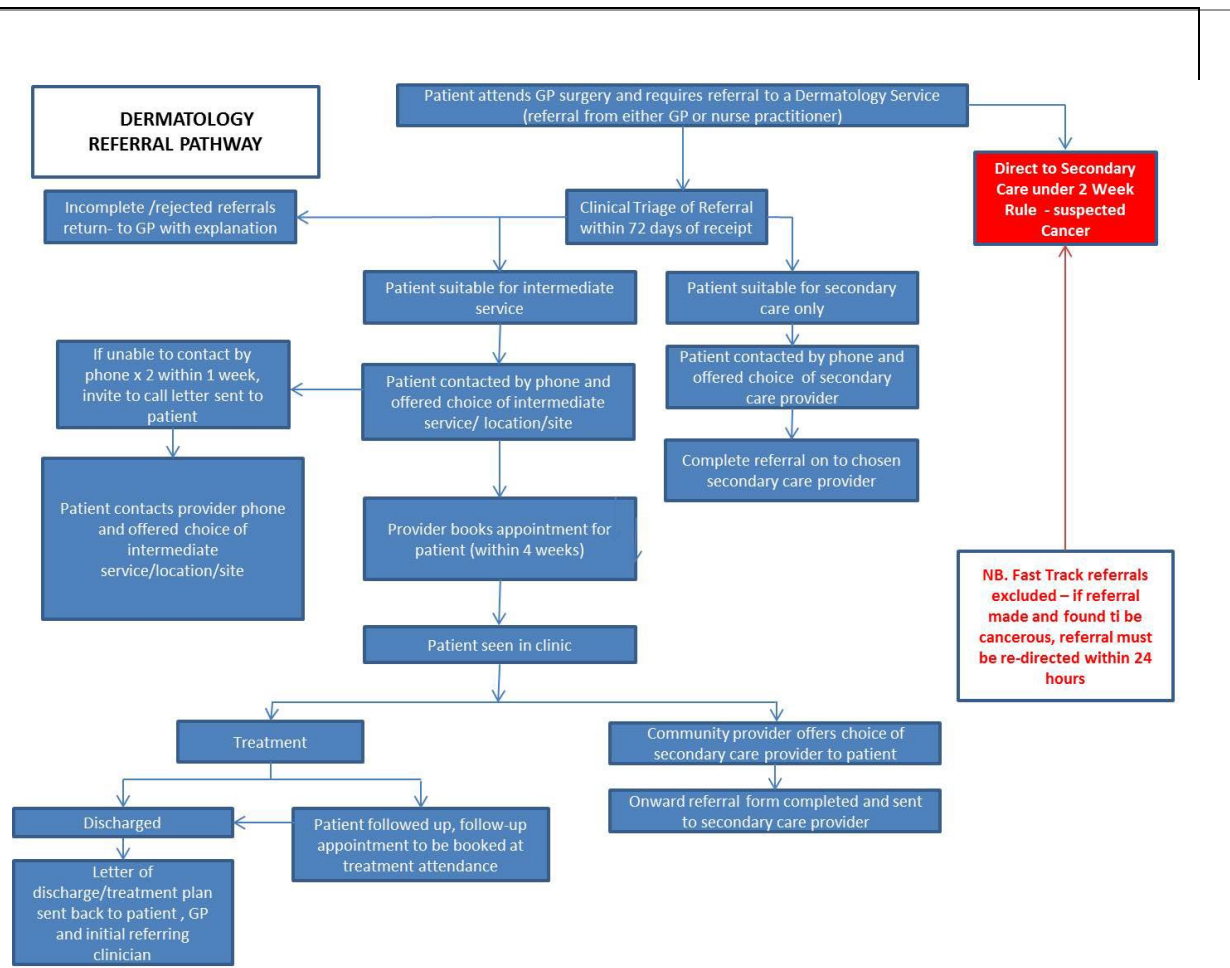 DERMATOLOGY
REFERRAL PATHWAY
Patient attends GP surgery and requires referral to a Dermatology Service
(referral from either GP or nurse practitioner)
Direct to Secondary
Care under 2 Week
Rule - suspected
Cancer
Incomplete /rejected referrals
return- to GP with explanation
Clinical Triage of Referral
within 72 days of receipt
Patient suitable for intermediate
service
Patient suitable for secondary
care only
If unable to contact by
phone x 2 within 1 week,
invite to call letter sent to
patient
Patient contacted by phone and
offered choice of intermediate
service/ location/site
Patient contacted by phone and
offered choice of secondary
care provider
Complete referral on to chosen
secondary care provider
Patient contacts provider phone
and offered choice of
intermediate
service/location/site
Provider books appointment for
patient (within 4 weeks)
NB. Fast Track referrals
excluded – if referral
made and found ti be
cancerous, referral must
be re-directed within 24
hours
Patient seen in clinic
Treatment
Community provider offers choice of
secondary care provider to patient
Discharged
Patient followed up, follow-up
appointment to be booked at
treatment attendance
Onward referral form completed and sent
to secondary care provider
Letter of
discharge/treatment plan
sent back to patient , GP
and initial referring
clinician